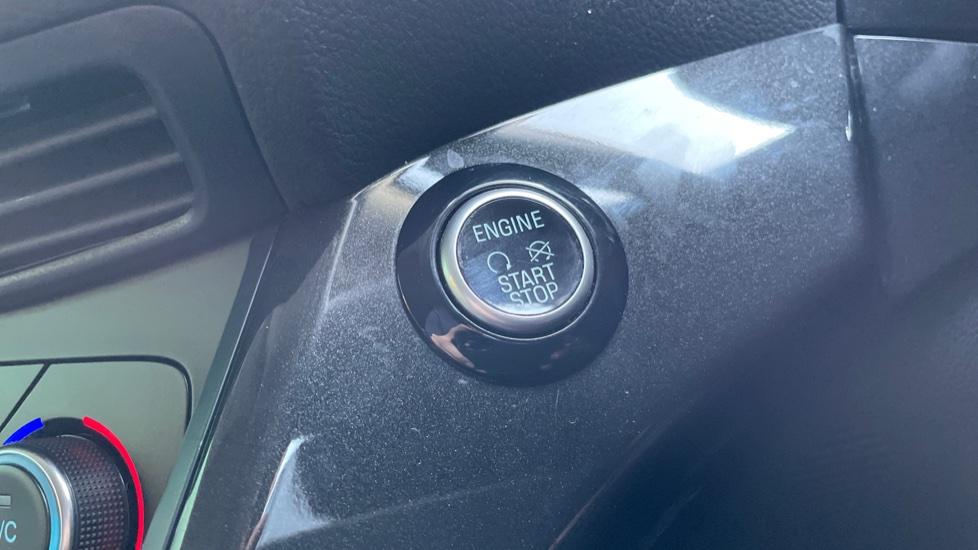 ENGINE
START
STOP
/C